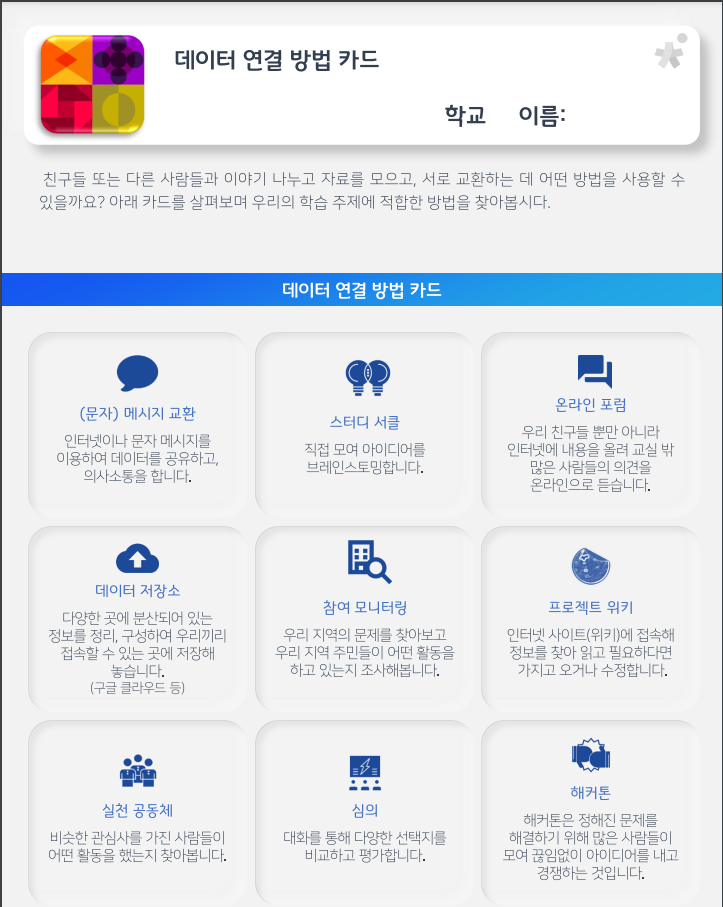 데이터 연결 방법 카드
학교 이름:
친구들 또는 다른 사람들과 이야기 나누고 자료를 모으고, 서로 교환하는 데 어떤 방법을 사용할 수
있을까요? 아래 카드를 살펴보며 우리의 학습 주제에 적합한 방법을 찾아봅시다.
데이터 연결 방법 카드
(문자) 메시지 교환
인터넷이나 문자 메시지를
이용하여 데이터를 공유하고,
의사소통을 합니다.
스터디 서클
직접 모여 아이디어를
브레인스토밍합니다.
온라인 포럼
우리 친구들 뿐만 아니라
인터넷에 내용을 올려 교실 밖
많은 사람들의 의견을
온라인으로 듣습니다.
데이터 저장소
다양한 곳에 분산되어 있는
정보를 정리, 구성하여 우리끼리
접속할 수 있는 곳에 저장해
놓습니다.
(구글 클라우드 등)
참여 모니터링
우리 지역의 문제를 찾아보고
우리 지역 주민들이 어떤 활동을
하고 있는지 조사해봅니다.
프로젝트 위키
인터넷 사이트(위키)에 접속해
정보를 찾아 읽고 필요하다면
가지고 오거나 수정합니다.
실천 공동체
비슷한 관심사를 가진 사람들이
어떤 활동을 했는지 찾아봅니다.
심의
대화를 통해 다양한 선택지를
비교하고 평가합니다.
해커톤
해커톤은 정해진 문제를
해결하기 위해 많은 사람들이
모여 끊임없이 아이디어를 내고
경쟁하는 것입니다.